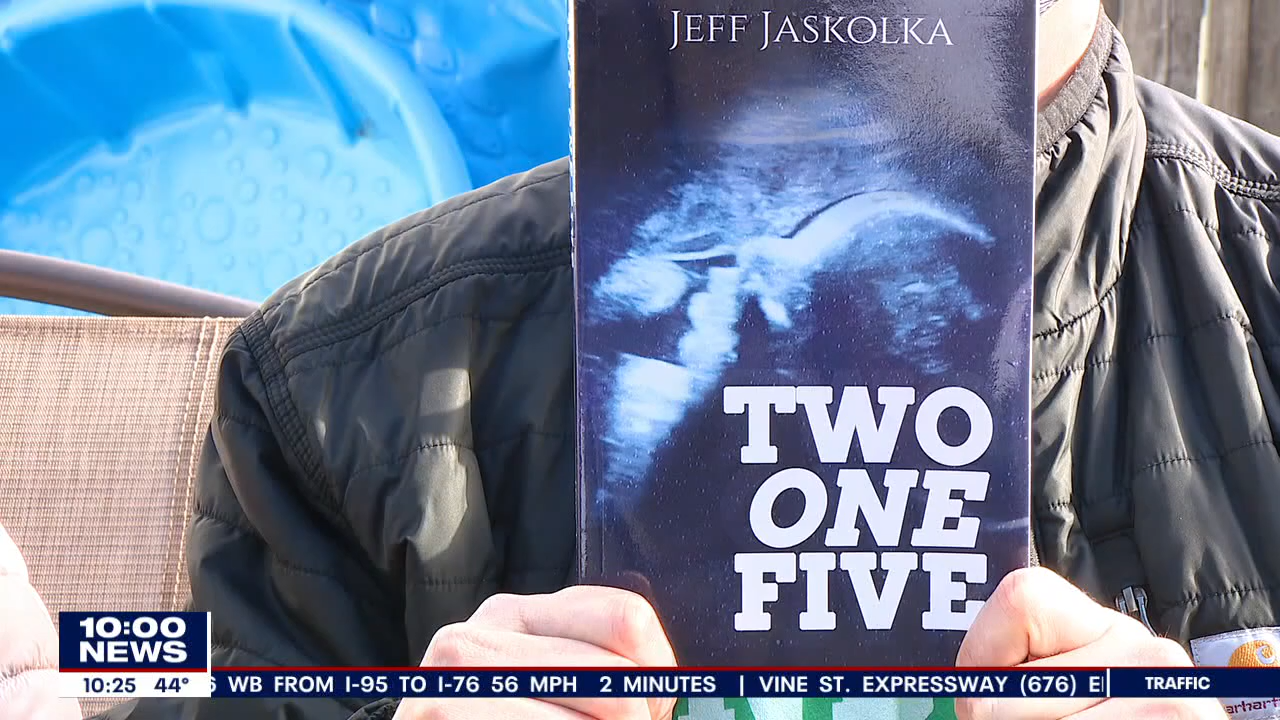 JEFF JASKOLKA
TWO
ONE
FIVE
10:00
NEWS
10:25 44°
WB FROM I-95 TO I-76 56 MPH 2 MINUTES | VINE ST. EXPRESSWAY (676)
TRAFFIC